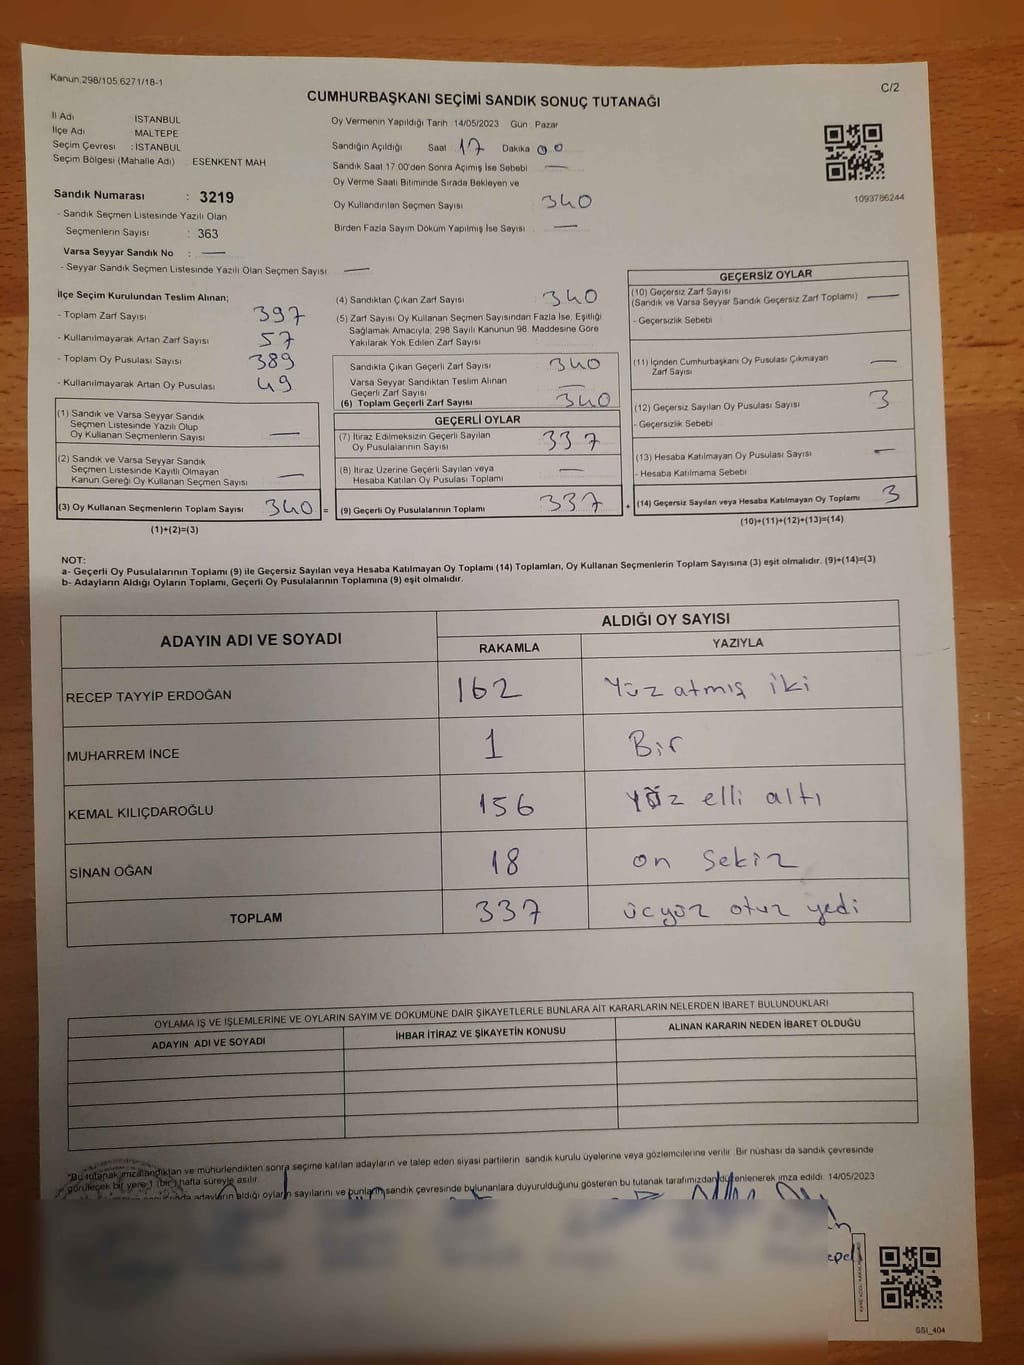 Kanun.298/105,6271/18-1
C/2
CUMHURBAŞKANI SEÇİMİ SANDIK SONUÇ TUTANAĞI
İl Adı İSTANBUL
İlçe Adı MALTEPE
Seçim Çevresi : İSTANBUL
Seçim Bölgesi (Mahalle Adı) . ESENKENT MAH
Sandık Numarası : 3219
- Sandık Seçmen Listesinde Yazılı Olan
Seçmenlerin Sayısı : 363
Varsa Seyyar Sandık No : —
- Seyyar Sandık Seçmen Listesinde Yazılı Olan Seçmen Sayısı —
Oy Vermenin Yapıldığı Tarih 14/05/2023 Gün Pazar
Sandığın Açıldığı Saat 17 Dakika 00
Sandık Saat 17:00'den Sonra Açımış İse Sebebi —
Oy Verme Saati Bitiminde Sırada Bekleyen ve
Oy Kullandırılan Seçmen Sayısı 340
Birden Fazla Sayım Döküm Yapılmış İse Sayısı —
1093786244
İlçe Seçim Kurulundan Teslim Alınan;
- Toplam Zarf Sayısı 397
- Kullanılmayarak Artan Zarf Sayısı 57
- Toplam Oy Pusulası Sayısı 389
- Kullanılmayarak Artan Oy Pusulası 49
(1) Sandık ve Varsa Seyyar Sandık
Seçmen Listesinde Yazılı Olup
Oy Kullanan Seçmenlerin Sayısı —
(2) Sandık ve Varsa Seyyar Sandık
Seçmen Listesinde Kayıtlı Olmayan
Kanun Gereği Oy Kullanan Seçmen Sayısı —
(3) Oy Kullanan Seçmenlerin Toplam Sayısı 340 =
(1)+(2)=(3)
(4) Sandıktan Çıkan Zarf Sayısı 340
(5) Zarf Sayısı Oy Kullanan Seçmen Sayısından Fazla İse, Eşitliği
Sağlamak Amacıyla; 298 Sayılı Kanunun 98. Maddesine Göre
Yakılarak Yok Edilen Zarf Sayısı
Sandıkta Çıkan Geçerli Zarf Sayısı 340
Varsa Seyyar Sandıktan Teslim Alınan
Geçerli Zarf Sayısı —
(6) Toplam Geçerli Zarf Sayısı 340
GEÇERLİ OYLAR
(7) İtiraz Edilmeksizin Geçerli Sayılan
Oy Pusulalarının Sayısı 337
(8) İtiraz Üzerine Geçerli Sayılan veya
Hesaba Katılan Oy Pusulası Toplamı —
(9) Geçerli Oy Pusulalarının Toplamı 337 +
GEÇERSİZ OYLAR
(10) Geçersiz Zarf Sayısı
(Sandık ve Varsa Seyyar Sandık Geçersiz Zarf Toplamı) —
- Geçersizlik Sebebi
(11) İçinden Cumhurbaşkanı Oy Pusulası Çıkmayan
Zarf Sayısı —
(12) Geçersiz Sayılan Oy Pusulası Sayısı 3
- Geçersizlik Sebebi
(13) Hesaba Katılmayan Oy Pusulası Sayısı —
- Hesaba Katılmama Sebebi
(14) Geçersiz Sayılan veya Hesaba Katılmayan Oy Toplamı 3
(10)+(11)+(12)+(13)=(14)
NOT:
a- Geçerli Oy Pusulalarının Toplamı (9) ile Geçersiz Sayılan veya Hesaba Katılmayan Oy Toplamı (14) Toplamları, Oy Kullanan Seçmenlerin Toplam Sayısına (3) eşit olmalıdır. (9)+(14)=(3)
b- Adayların Aldığı Oyların Toplamı, Geçerli Oy Pusulalarının Toplamına (9) eşit olmalıdır.
ADAYIN ADI VE SOYADI ALDIĞI OY SAYISI
RAKAMLA YAZIYLA
RECEP TAYYİP ERDOĞAN 162 Yüz atmış iki
MUHARREM İNCE 1 Bir
KEMAL KILIÇDAROĞLU 156 Yüz elli altı
SİNAN OĞAN 18 on sekiz
TOPLAM 337 üçyüz otuz yedi
OYLAMA İŞ VE İŞLEMLERİNE VE OYLARIN SAYIM VE DÖKÜMÜNE DAİR ŞİKAYETLERLE BUNLARA AİT KARARLARIN NELERDEN İBARET BULUNDUKLARI
ADAYIN ADI VE SOYADI İHBAR İTİRAZ VE ŞİKAYETİN KONUSU ALINAN KARARIN NEDEN İBARET OLDUĞU
"Bu tutanak imzalandıktan ve mühürlendikten sonra seçime katılan adayların ve talep eden siyasi partilerin sandık kurulu üyelerine veya gözlemcilerine verilir. Bir nüshası da sandık çevresinde
görülecek bir yere 1 (bir) hafta süreyle asılır.
adayların aldığı oyların sayılarını ve bunların sandık çevresinde bulunanlara duyurulduğunu gösteren bu tutanak tarafımızdan düzenlenerek imza edildi. 14/05/2023
GSI_404